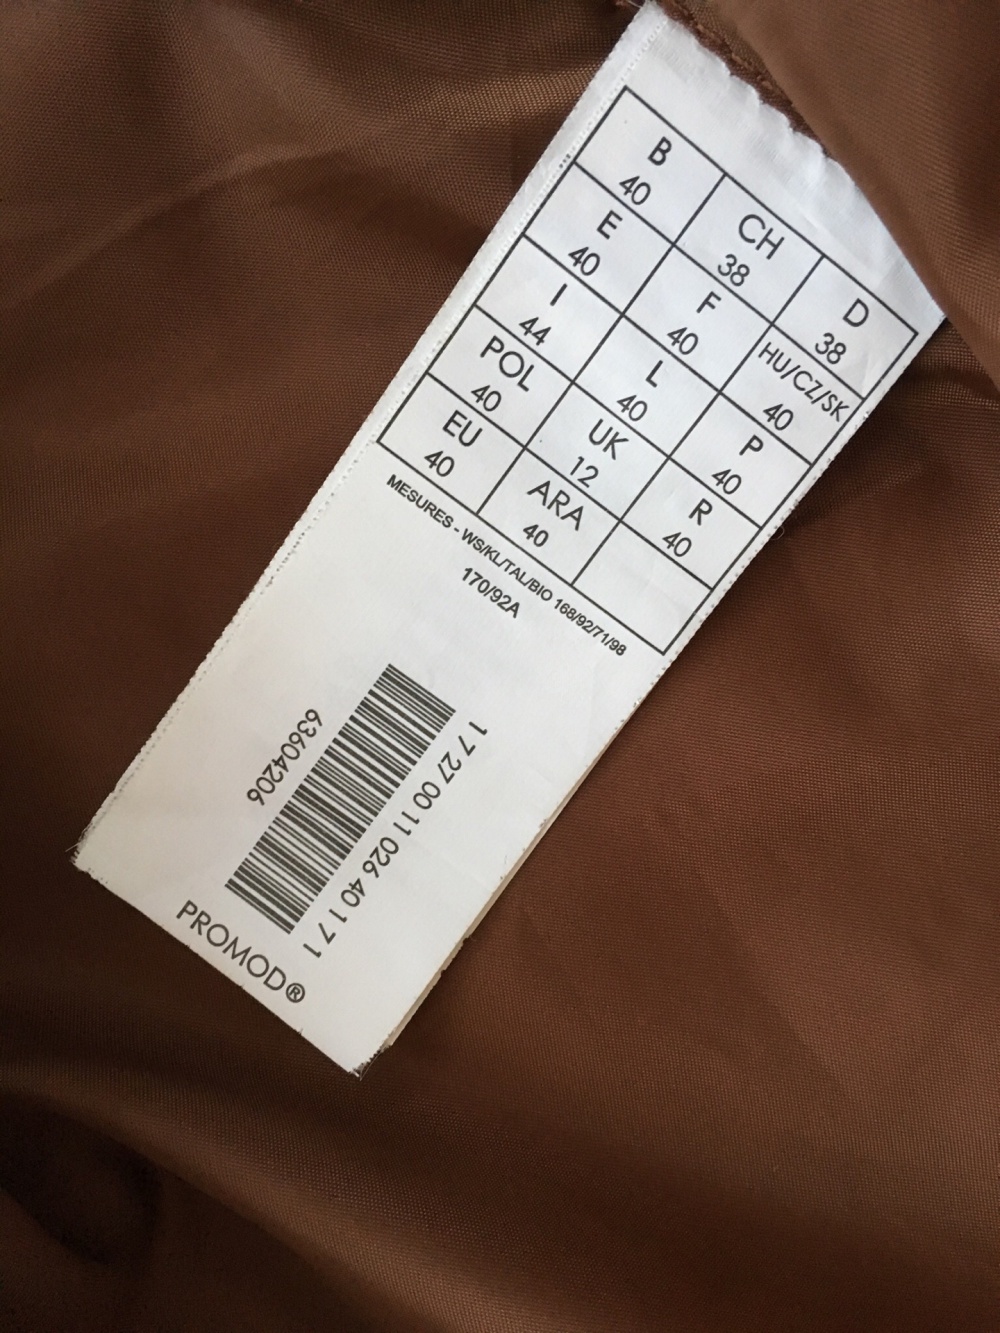 B CH D
40 38 38
E F HU/CZ/SK
40 40 40
I L P
44 40 40
POL UK R
40 12 40
EU ARA
40 40
MESURES - WS/KL/TAL/BIO 168/92/71/98
170/92A
17 27 00 11 026 40 1 7 1
63604206
PROMOD®